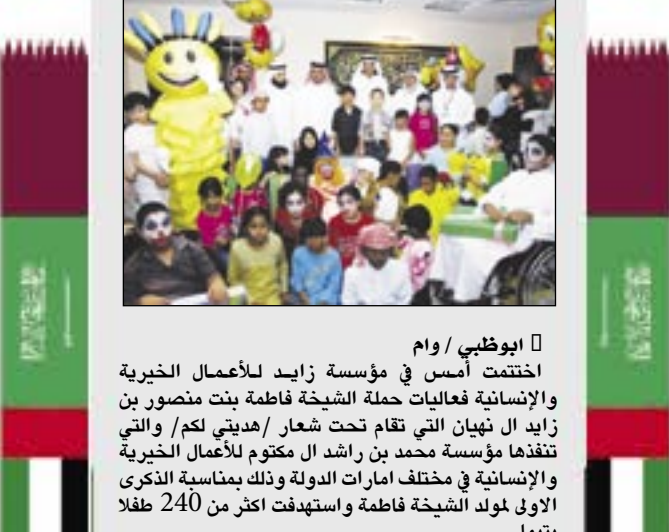 ابوظبي / وام
اختتمت أمس في مؤسسة زايد للأعمال الخيرية
والإنسانية فعاليات حملة الشيخة فاطمة بنت منصور بن
زايد ال نهيان التي تقام تحت شعار /هديتي لكم/ والتي
تنفذها مؤسسة محمد بن راشد ال مكتوم للأعمال الخيرية
والإنسانية في مختلف امارات الدولة وذلك بمناسبة الذكرى
الاولى لمولد الشيخة فاطمة واستهدفت اكثر من 240 طفلا